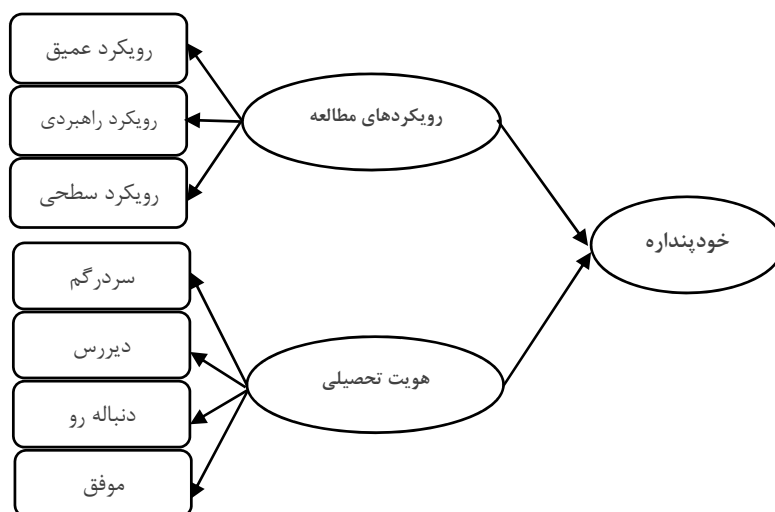 رویکرد عمیق
رویکرد راهبردی
رویکرد سطحی
رویکردهای مطالعه
خودپنداره
سردرگم
دیررس
دنباله رو
موفق
هویت تحصیلی